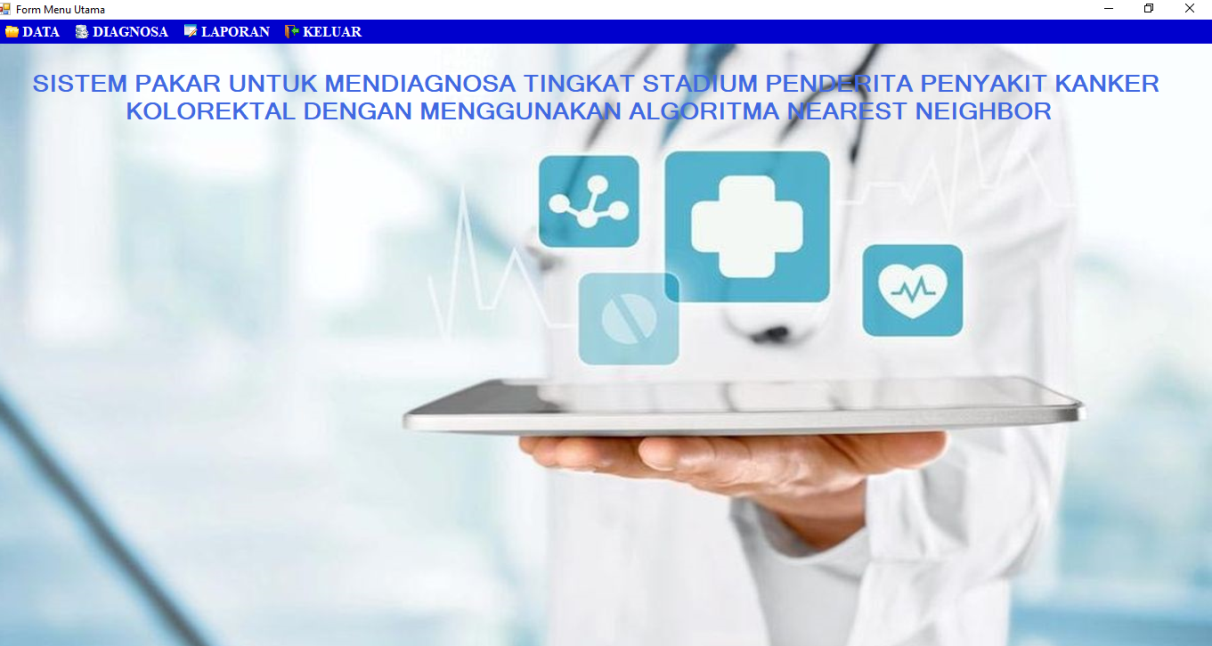 Form Menu Utama
DATA DIAGNOSA LAPORAN KELUAR
SISTEM PAKAR UNTUK MENDIAGNOSA TINGKAT STADIUM PENDERITA PENYAKIT KANKER
KOLOREKTAL DENGAN MENGGUNAKAN ALGORITMA NEAREST NEIGHBOR